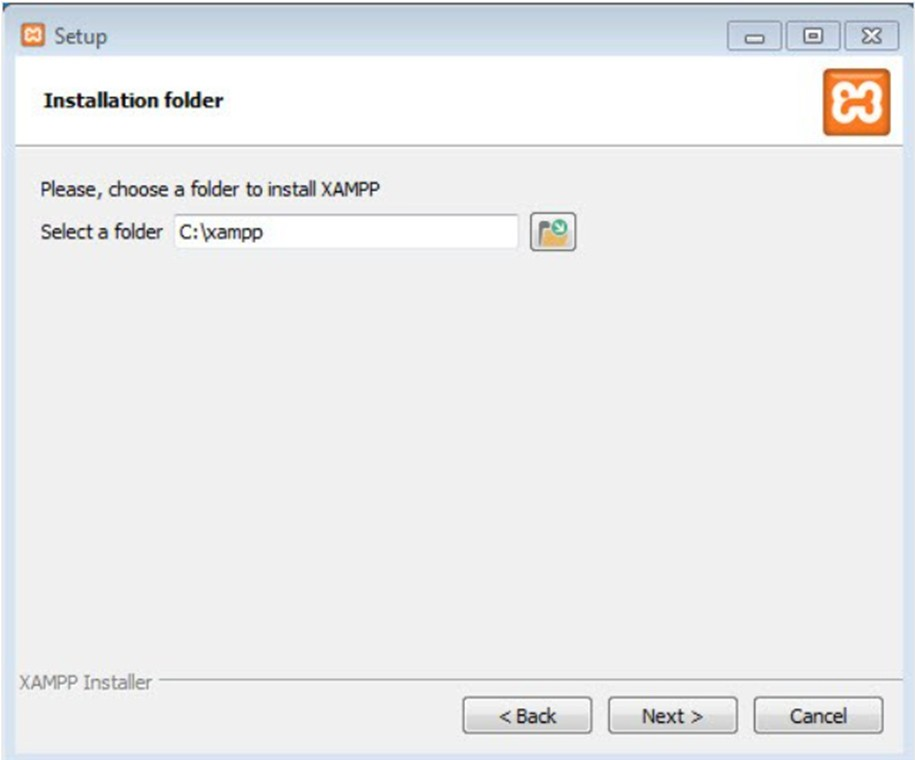 Setup
Installation folder
Please, choose a folder to install XAMPP
Select a folder C:\xampp
XAMPP Installer
< Back Next > Cancel